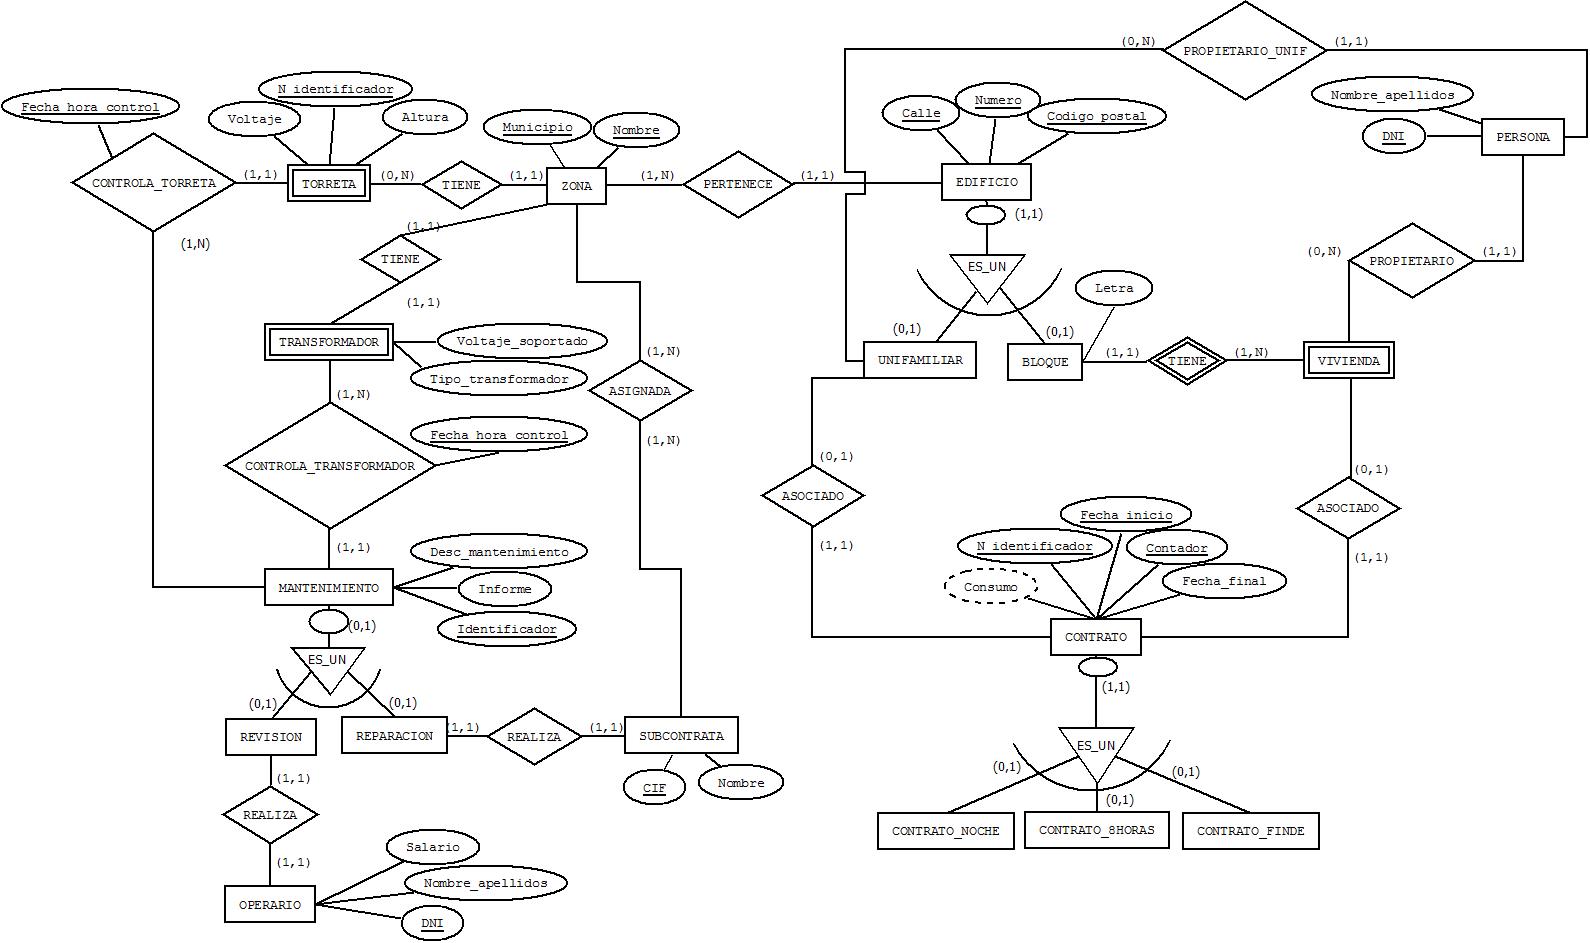 (0,N)
PROPIETARIO_UNIF
(1,1)
Fecha hora control
N identificador
Voltaje
Altura
Municipio
Nombre
Calle
Numero
Codigo postal
Nombre_apellidos
DNI
PERSONA
CONTROLA_TORRETA
(1,1)
TORRETA
(0,N)
TIENE
(1,1)
ZONA
(1,N)
PERTENECE
(1,1)
EDIFICIO
(1,1)
(1,N)
(1,1)
TIENE
(1,1)
ES_UN
Letra
(0,N)
PROPIETARIO
(1,1)
TRANSFORMADOR
Voltaje_soportado
Tipo_transformador
(1,N)
ASIGNADA
(1,N)
(0,1)
(0,1)
UNIFAMILIAR
BLOQUE
(1,1)
TIENE
(1,N)
VIVIENDA
(1,N)
CONTROLA_TRANSFORMADOR
Fecha hora control
(1,1)
(0,1)
ASOCIADO
(1,1)
(0,1)
ASOCIADO
(1,1)
Fecha inicio
N identificador
Contador
Consumo
Fecha_final
CONTRATO
(1,1)
MANTENIMIENTO
Desc_mantenimiento
Informe
Identificador
(0,1)
ES_UN
(0,1)
(0,1)
REVISION
REPARACION
(1,1)
REALIZA
(1,1)
SUBCONTRATA
CIF
Nombre
ES_UN
(0,1)
(0,1)
(0,1)
CONTRATO_NOCHE
CONTRATO_8HORAS
CONTRATO_FINDE
(1,1)
REALIZA
(1,1)
OPERARIO
Salario
Nombre_apellidos
DNI